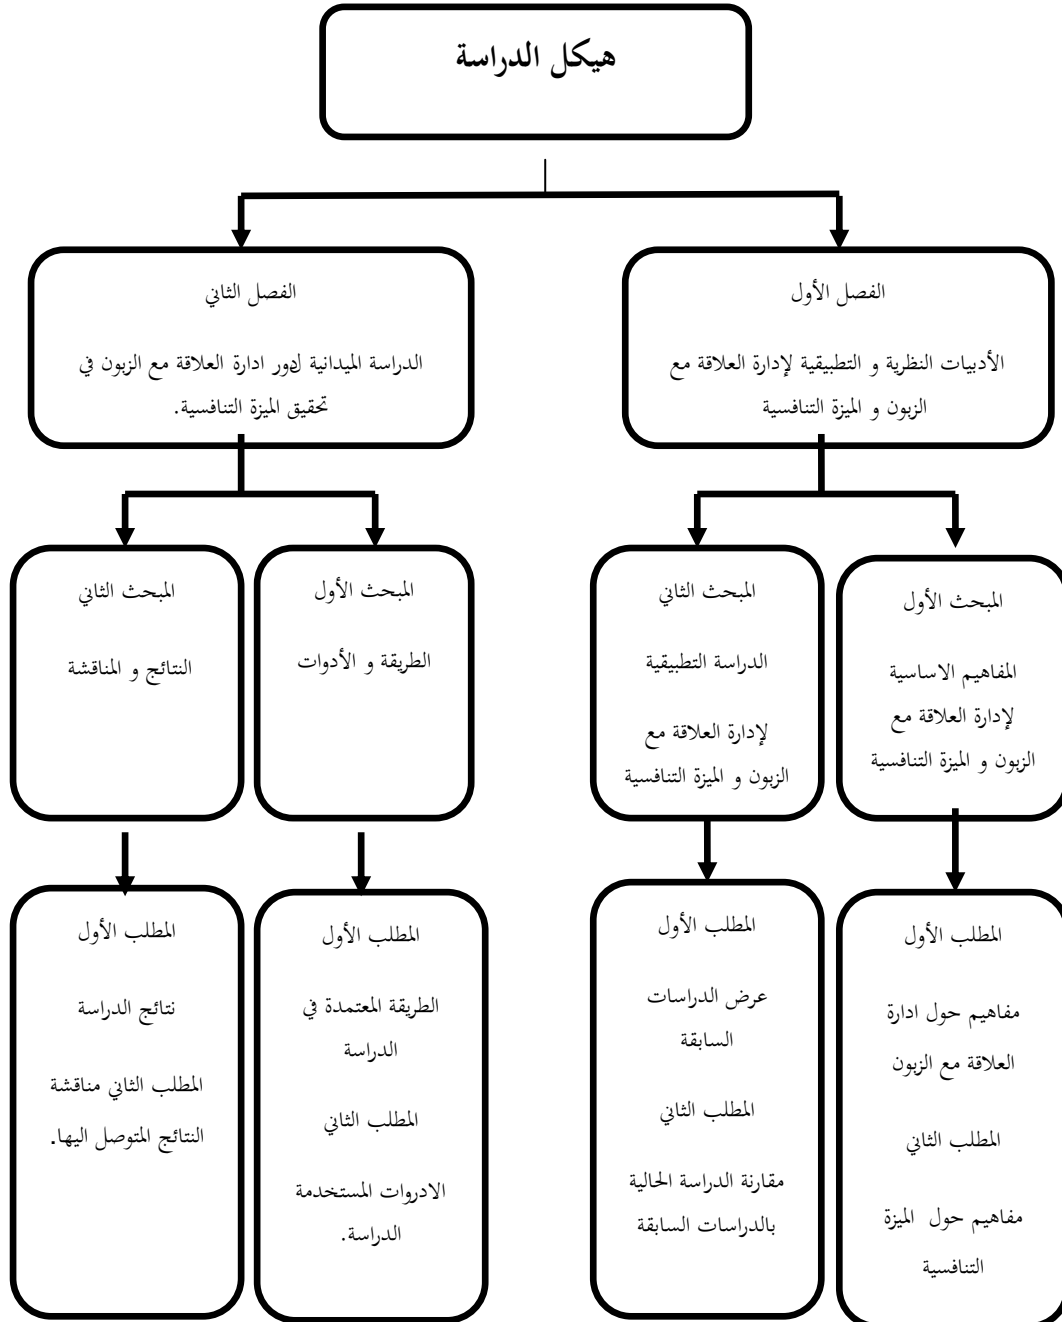 هيكل الدراسة
الفصل الأول
الأدبيات النظرية و التطبيقية لإدارة العلاقة مع
الزبون و الميزة التنافسية
الفصل الثاني
الدراسة الميدانية لدور ادارة العلاقة مع الزبون في
تحقيق الميزة التنافسية.
المبحث الأول
المفاهيم الاساسية
لإدارة العلاقة مع
الزبون و الميزة التنافسية
المبحث الثاني
الدراسة التطبيقية
لإدارة العلاقة مع
الزبون و الميزة التنافسية
المبحث الأول
الطريقة و الأدوات
المبحث الثاني
النتائج و المناقشة
المطلب الأول
مفاهيم حول ادارة
العلاقة مع الزبون
المطلب الثاني
مفاهيم حول الميزة
التنافسية
المطلب الأول
عرض الدراسات
السابقة
المطلب الثاني
مقارنة الدراسة الحالية
بالدراسات السابقة
المطلب الأول
الطريقة المعتمدة في
الدراسة
المطلب الثاني
الادروات المستخدمة
الدراسة.
المطلب الأول
نتائج الدراسة
المطلب الثاني مناقشة
النتائج المتوصل اليها.